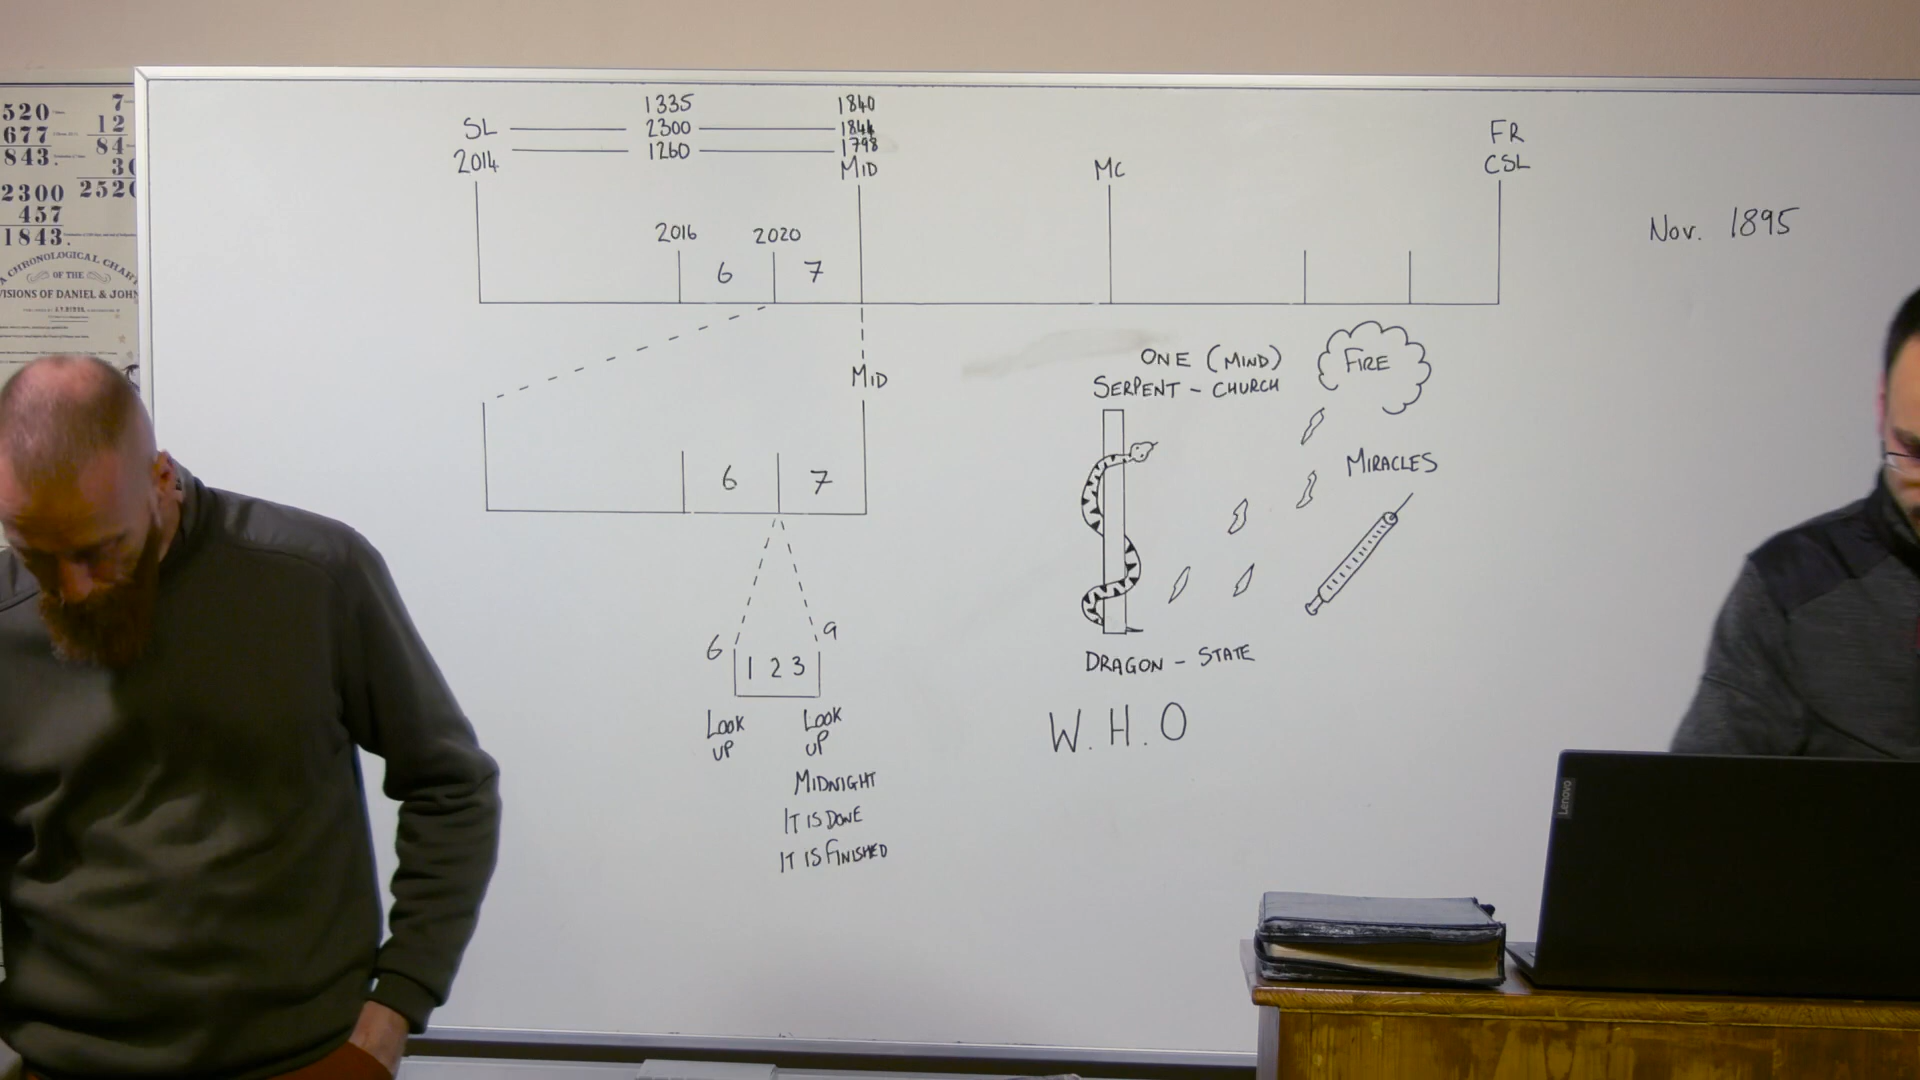 520
677
843.
2300
457
1843.
7
12
84
2520
A CHRONOLOGICAL CHART
OF THE
VISIONS OF DANIEL & JOHN
1335
1840
SL
2300
1844
1260
1798
2014
MID
MC
FR
CSL
Nov. 1895
2016
2020
6
7
MID
6
7
6
9
1 2 3
LOOK
UP
LOOK
UP
MIDNIGHT
IT IS DONE
IT IS FINISHED
ONE (MIND)
SERPENT - CHURCH
FIRE
MIRACLES
DRAGON - STATE
W.H.O
Lenovo